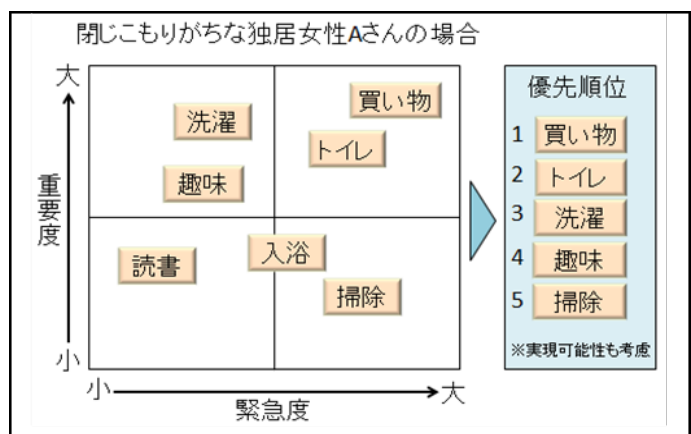 閉じこもりがちな独居女性Aさんの場合
大
重要度
小
買い物
洗濯
トイレ
趣味
入浴
読書
掃除
小
大
緊急度
優先順位
1 買い物
2 トイレ
3 洗濯
4 趣味
5 掃除
※実現可能性も考慮